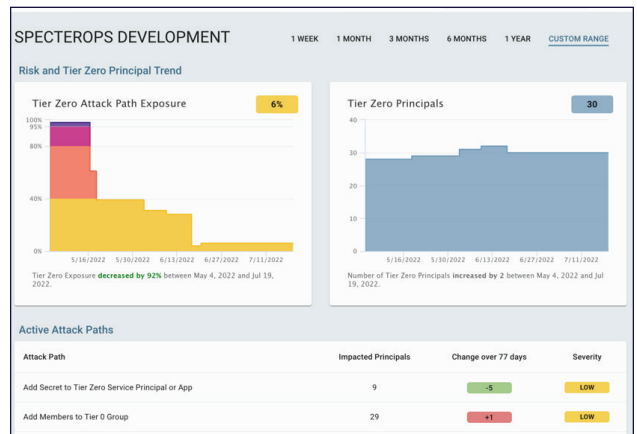 SPECTEROPS DEVELOPMENT
1 WEEK 1 MONTH 3 MONTHS 6 MONTHS 1 YEAR CUSTOM RANGE
Risk and Tier Zero Principal Trend
Tier Zero Attack Path Exposure 6%
100%
95%
80%
40%
0%
5/16/2022 5/30/2022 6/13/2022 6/27/2022 7/11/2022
Tier Zero Exposure decreased by 92% between May 4, 2022 and Jul 19,
2022.
Tier Zero Principals 30
40
30
20
10
0
5/16/2022 5/30/2022 6/13/2022 6/27/2022 7/11/2022
Number of Tier Zero Principals increased by 2 between May 4, 2022 and Jul
19, 2022.
Active Attack Paths
Attack Path Impacted Principals Change over 77 days Severity
Add Secret to Tier Zero Service Principal or App 9 -5 LOW
Add Members to Tier 0 Group 29 +1 LOW